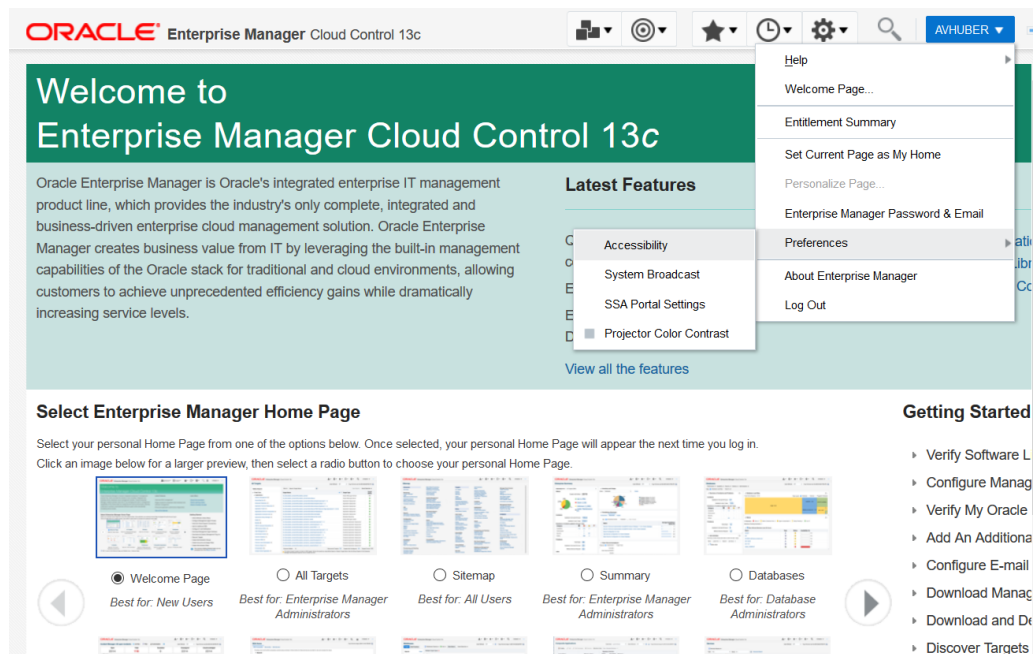 ORACLE® Enterprise Manager Cloud Control 13c
AVHUBER
Help
Welcome Page...
Entitlement Summary
Set Current Page as My Home
Personalize Page...
Enterprise Manager Password & Email
Preferences
About Enterprise Manager
Log Out
Accessibility
System Broadcast
SSA Portal Settings
Projector Color Contrast
Welcome to
Enterprise Manager Cloud Control 13c
Oracle Enterprise Manager is Oracle's integrated enterprise IT management
product line, which provides the industry's only complete, integrated and
business-driven enterprise cloud management solution. Oracle Enterprise
Manager creates business value from IT by leveraging the built-in management
capabilities of the Oracle stack for traditional and cloud environments, allowing
customers to achieve unprecedented efficiency gains while dramatically
increasing service levels.
Latest Features
View all the features
Select Enterprise Manager Home Page
Select your personal Home Page from one of the options below. Once selected, your personal Home Page will appear the next time you log in.
Click an image below for a larger preview, then select a radio button to choose your personal Home Page.
Welcome Page
Best for: New Users
All Targets
Best for: Enterprise Manager
Administrators
Sitemap
Best for: All Users
Summary
Best for: Enterprise Manager
Administrators
Databases
Best for: Database
Administrators
Getting Started
Verify Software L
Configure Manag
Verify My Oracle
Add An Additiona
Configure E-mail
Download Manag
Download and De
Discover Targets